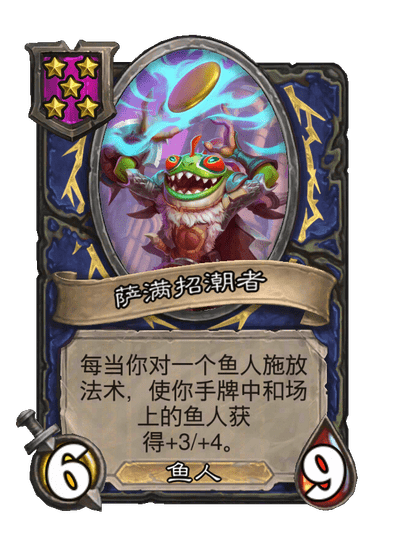 萨满招潮者
每当你对一个鱼人施放
法术，使你手牌中和场
上的鱼人获
得+3/+4。
6
鱼人
9